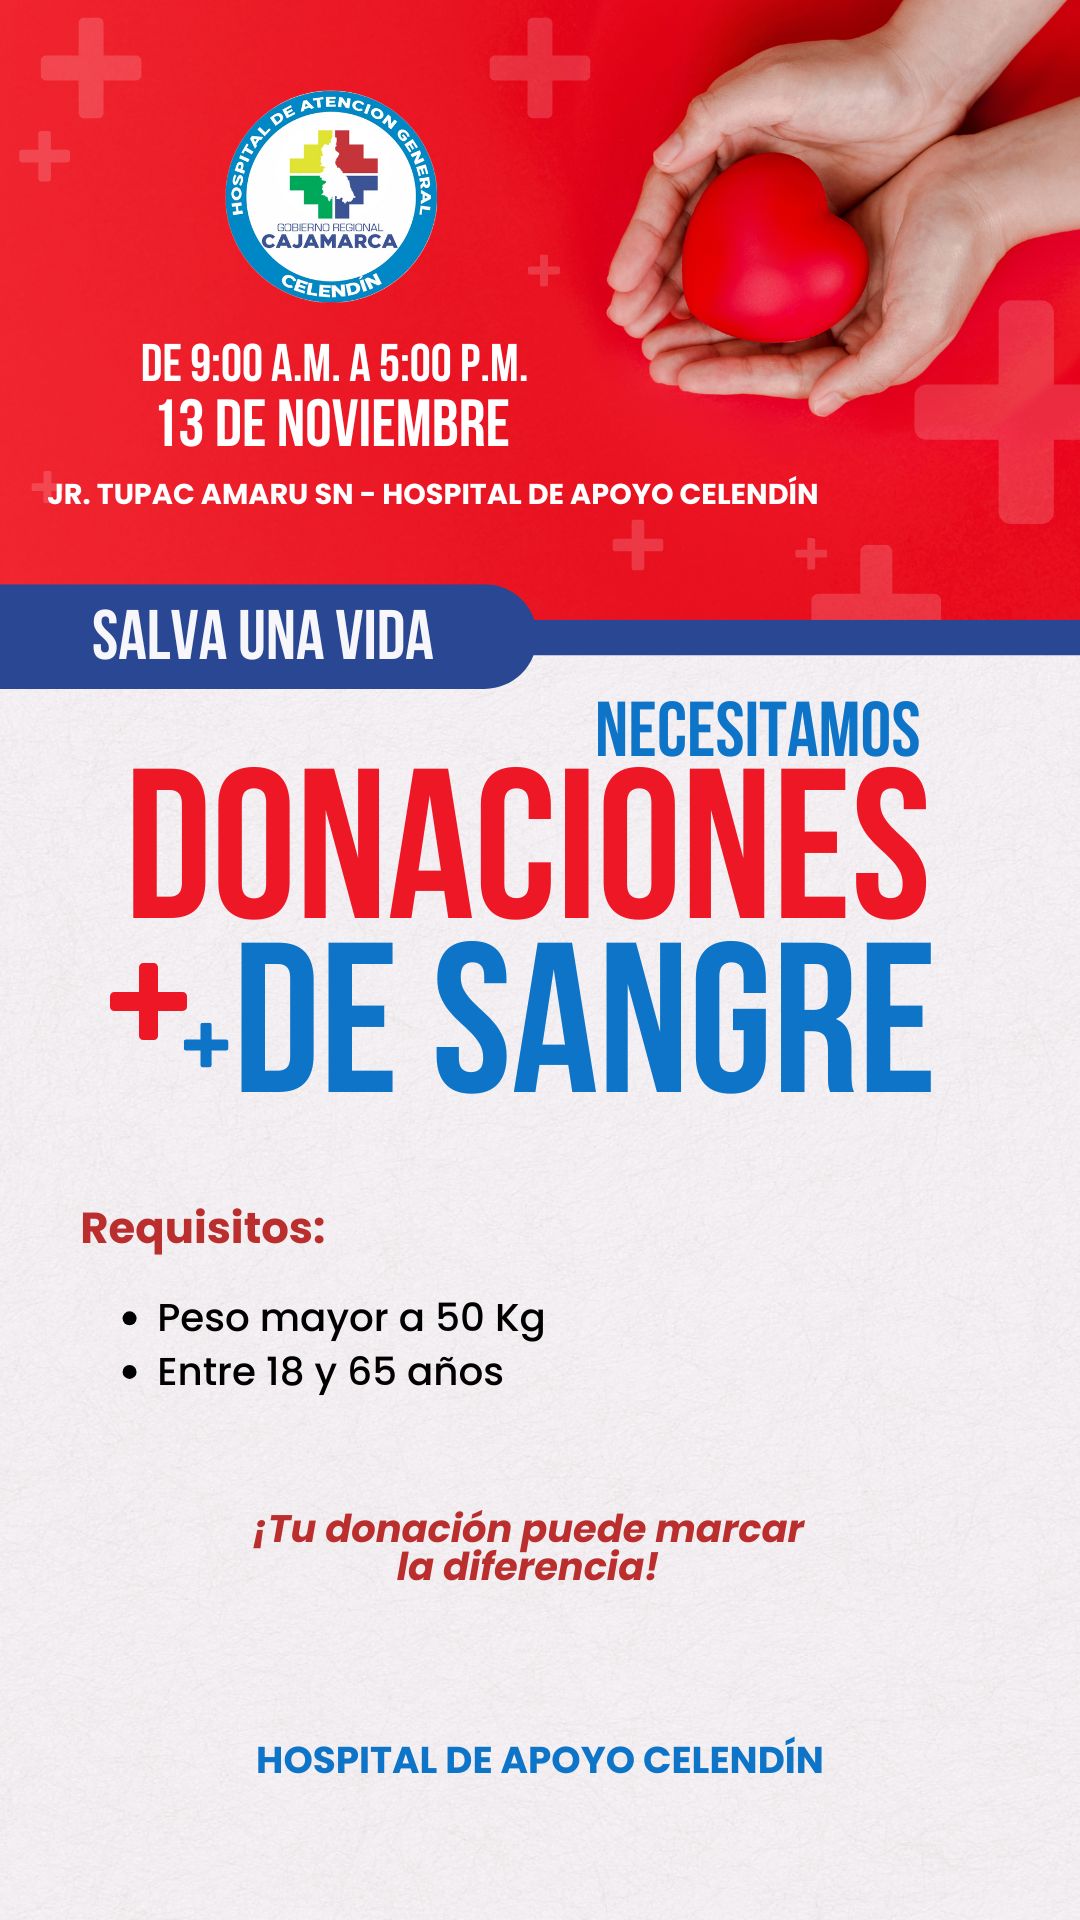 HOSPITAL DE ATENCION GENERAL
GOBIERNO REGIONAL
CAJAMARCA
CELENDÍN
DE 9:00 A.M. A 5:00 P.M.
13 DE NOVIEMBRE
JR. TUPAC AMARU SN - HOSPITAL DE APOYO CELENDÍN
SALVA UNA VIDA
NECESITAMOS
DONACIONES
DE SANGRE
Requisitos:
• Peso mayor a 50 Kg
• Entre 18 y 65 años
¡Tu donación puede marcar
la diferencia!
HOSPITAL DE APOYO CELENDÍN